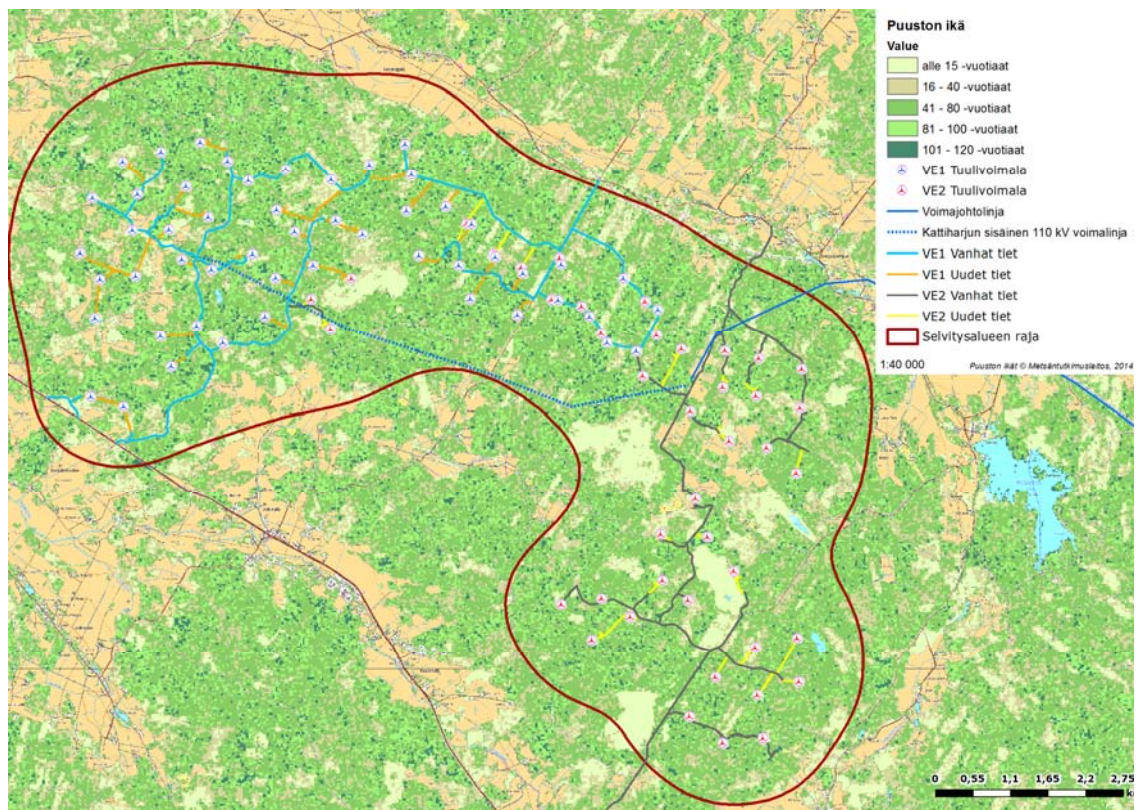 Puuston ikä
Value
alle 15 -vuotiaat
16 - 40 -vuotiaat
41 - 80 -vuotiaat
81 - 100 -vuotiaat
101 - 120 -vuotiaat
VE1 Tuulivoimala
VE2 Tuulivoimala
Voimajohtolinja
Kattiharjun sisäinen 110 kV voimalinja
VE1 Vanhat tiet
VE1 Uudet tiet
VE2 Vanhat tiet
VE2 Uudet tiet
Selvitysalueen raja
1:40 000
Puuston ikät © Metsäntutkimuslaitos, 2014
0 0,55 1,1 1,65 2,2 2,75